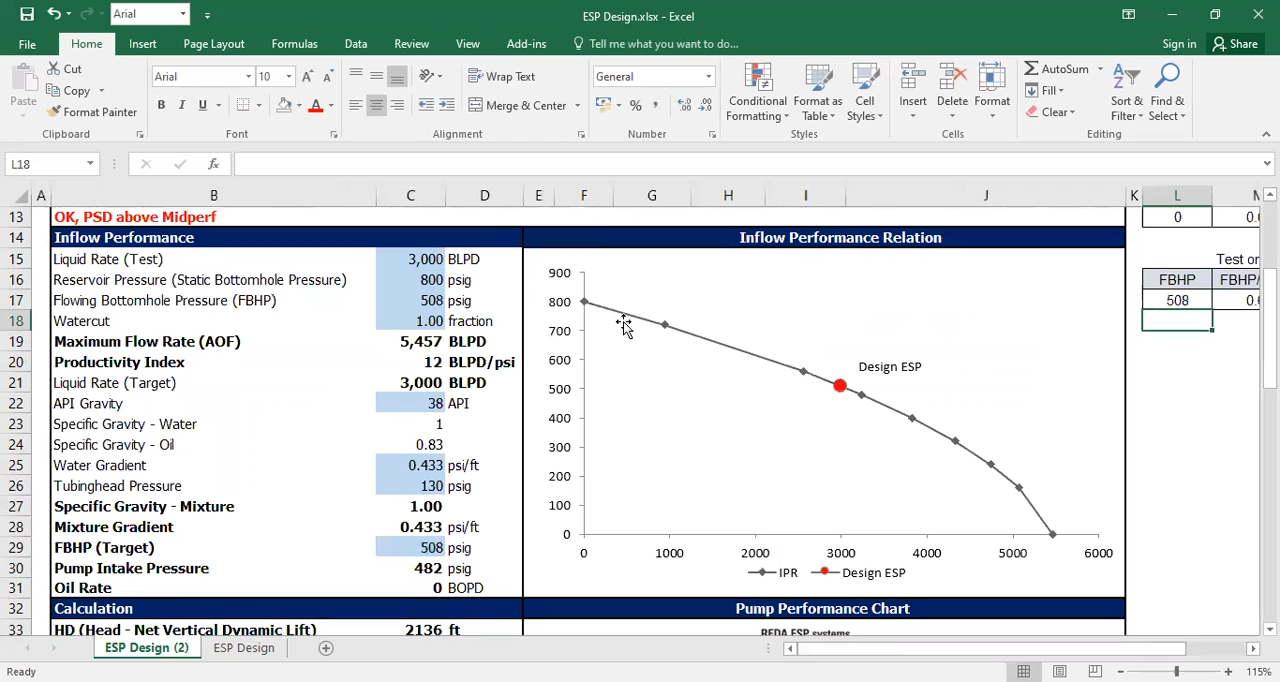 Arial
ESP Design.xlsx - Excel
File Home Insert Page Layout Formulas Data Review View Add-ins Tell me what you want to do... Sign in Share
Paste
Cut
Copy
Format Painter
Clipboard
Arial 10
B I U
Font
Wrap Text
Merge & Center
Alignment
General
%
Number
Conditional Formatting
Format as Table
Cell Styles
Styles
Insert
Delete
Format
Cells
AutoSum
Fill
Clear
Sort & Filter
Find & Select
Editing
L18
fx
A B C D E F G H I J K L M
13 OK, PSD above Midperf 0 0.0
14 Inflow Performance Inflow Performance Relation
15 Liquid Rate (Test) 3,000 BLPD Test or
16 Reservoir Pressure (Static Bottomhole Pressure) 800 psig FBHP FBHP/
17 Flowing Bottomhole Pressure (FBHP) 508 psig 508 0.6
18 Watercut 1.00 fraction
19 Maximum Flow Rate (AOF) 5,457 BLPD
20 Productivity Index 12 BLPD/psi
21 Liquid Rate (Target) 3,000 BLPD
22 API Gravity 38 API
23 Specific Gravity - Water 1
24 Specific Gravity - Oil 0.83
25 Water Gradient 0.433 psi/ft
26 Tubinghead Pressure 130 psig
27 Specific Gravity - Mixture 1.00
28 Mixture Gradient 0.433 psi/ft
29 FBHP (Target) 508 psig
30 Pump Intake Pressure 482 psig
31 Oil Rate 0 BOPD
32 Calculation Pump Performance Chart
33 HD (Head - Net Vertical Dynamic Lift) 2136 ft REDA ESP systems
900
800
700
600
500
400
300
200
100
0
Design ESP
0 1000 2000 3000 4000 5000 6000
IPR Design ESP
ESP Design (2) ESP Design
Ready 115%